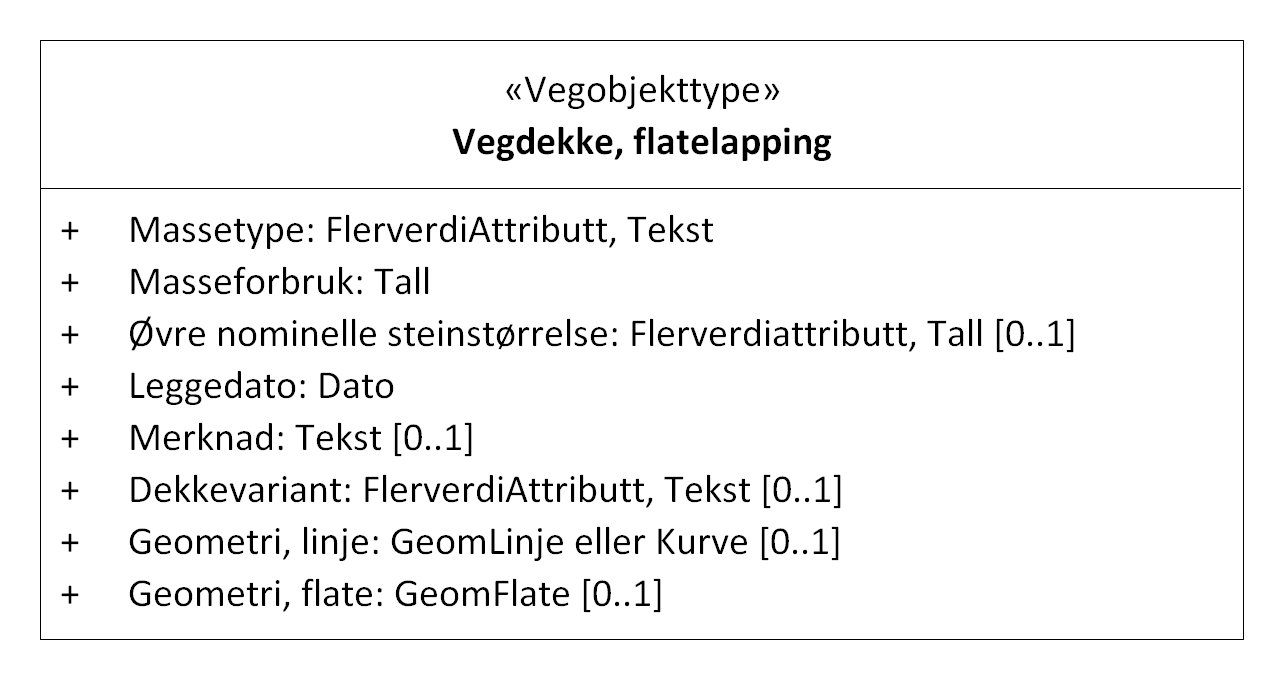 «Vegobjekttype»
Vegdekke, flatelapping
+ Massetype: FlerverdiAttributt, Tekst
+ Masseforbruk: Tall
+ Øvre nominelle steinstørrelse: Flerverdiattributt, Tall [0..1]
+ Leggedato: Dato
+ Merknad: Tekst [0..1]
+ Dekkevariant: FlerverdiAttributt, Tekst [0..1]
+ Geometri, linje: GeomLinje eller Kurve [0..1]
+ Geometri, flate: GeomFlate [0..1]